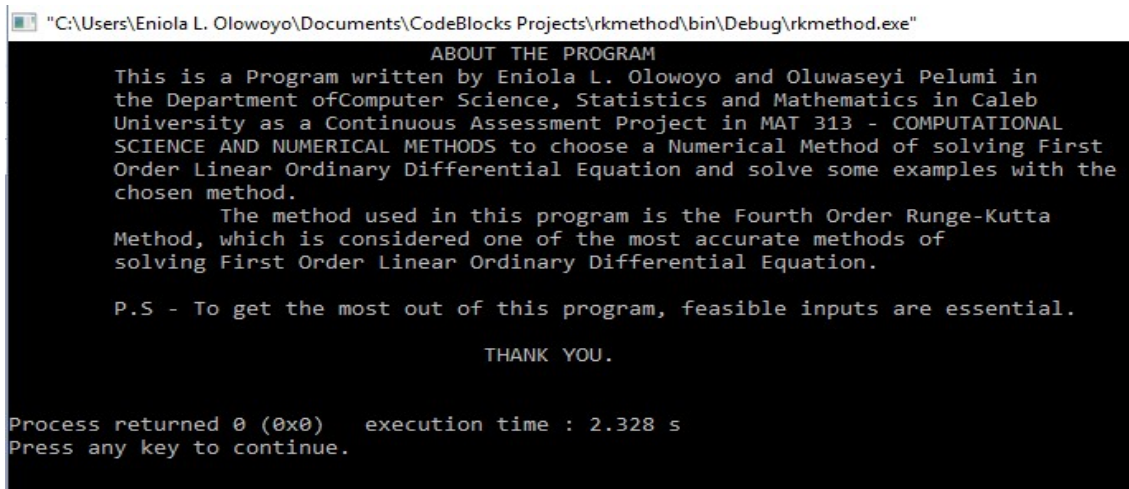 "C:\Users\Eniola L. Olowoyo\Documents\CodeBlocks Projects\rkmethod\bin\Debug\rkmethod.exe"
ABOUT THE PROGRAM
This is a Program written by Eniola L. Olowoyo and Oluwaseyi Pelumi in
the Department ofComputer Science, Statistics and Mathematics in Caleb
University as a Continuous Assessment Project in MAT 313 - COMPUTATIONAL
SCIENCE AND NUMERICAL METHODS to choose a Numerical Method of solving First
Order Linear Ordinary Differential Equation and solve some examples with the
chosen method.
The method used in this program is the Fourth Order Runge-Kutta
Method, which is considered one of the most accurate methods of
solving First Order Linear Ordinary Differential Equation.
P.S - To get the most out of this program, feasible inputs are essential.
THANK YOU.
Process returned 0 (0x0)   execution time : 2.328 s
Press any key to continue.